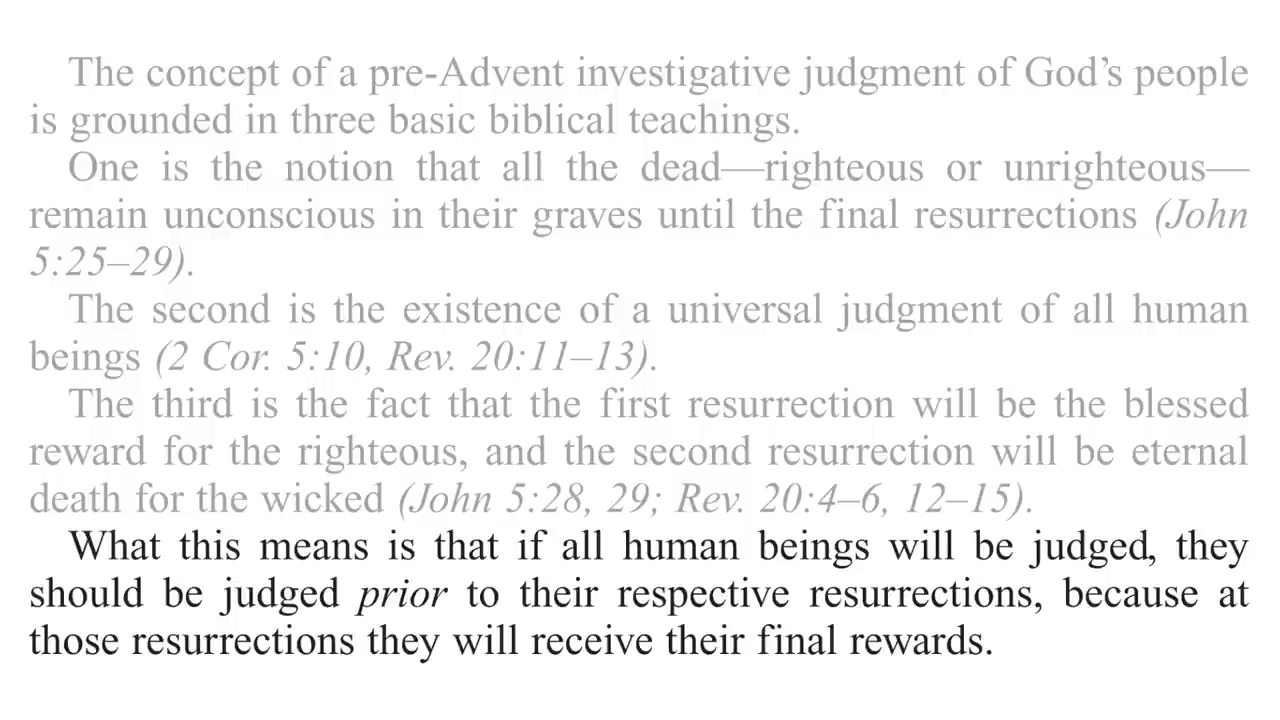 The concept of a pre-Advent investigative judgment of God’s people
is grounded in three basic biblical teachings.
One is the notion that all the dead—righteous or unrighteous—
remain unconscious in their graves until the final resurrections (John
5:25–29).
The second is the existence of a universal judgment of all human
beings (2 Cor. 5:10, Rev. 20:11–13).
The third is the fact that the first resurrection will be the blessed
reward for the righteous, and the second resurrection will be eternal
death for the wicked (John 5:28, 29; Rev. 20:4–6, 12–15).
What this means is that if all human beings will be judged, they
should be judged prior to their respective resurrections, because at
those resurrections they will receive their final rewards.